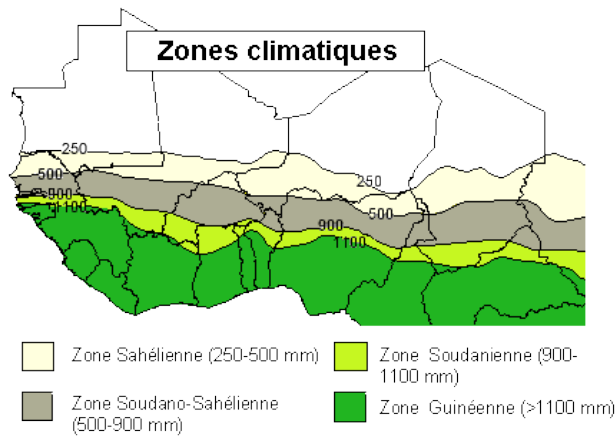 Zones climatiques
250
500
900
1100
250
500
900
1100
Zone Sahélienne (250-500 mm)
Zone Soudanienne (900-
1100 mm)
Zone Soudano-Sahélienne
(500-900 mm)
Zone Guinéenne (>1100 mm)